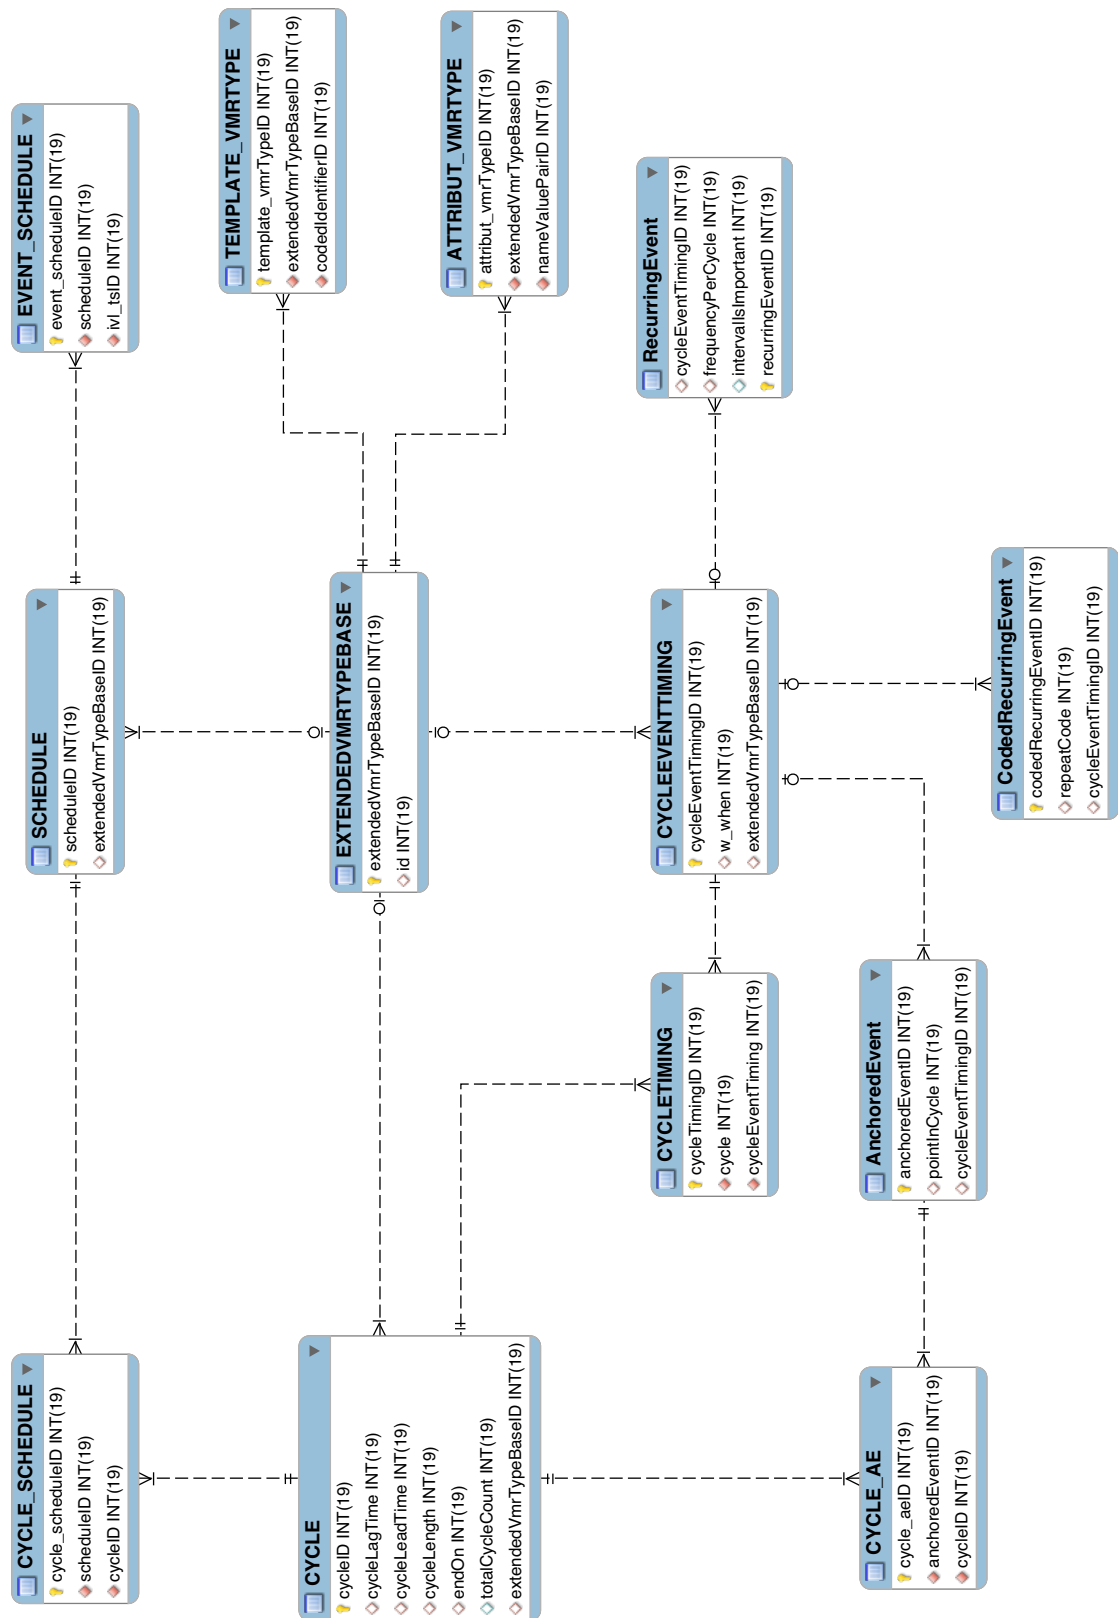 CYCLE_SCHEDULE
cycle_scheduleID INT(19)
scheduleID INT(19)
cycleID INT(19)
SCHEDULE
scheduleID INT(19)
extendedVmrTypeBaseID INT(19)
EVENT_SCHEDULE
event_scheduleID INT(19)
scheduleID INT(19)
ivl_tsID INT(19)
TEMPLATE_VMRTYPE
template_vmrTypeID INT(19)
extendedVmrTypeBaseID INT(19)
codedIdentifierID INT(19)
CYCLE
cycleID INT(19)
cycleLagTime INT(19)
cycleLeadTime INT(19)
cycleLength INT(19)
endOn INT(19)
totalCycleCount INT(19)
extendedVmrTypeBaseID INT(19)
EXTENDEDVMRTYPEBASE
extendedVmrTypeBaseID INT(19)
id INT(19)
ATTRIBUT_VMRTYPE
attribut_vmrTypeID INT(19)
extendedVmrTypeBaseID INT(19)
nameValuePairID INT(19)
CYCLETIMING
cycleTimingID INT(19)
cycle INT(19)
cycleEventTiming INT(19)
CYCLEEVENTTIMING
cycleEventTimingID INT(19)
w_when INT(19)
extendedVmrTypeBaseID INT(19)
RecurringEvent
cycleEventTimingID INT(19)
frequencyPerCycle INT(19)
intervalIsImportant INT(19)
recurringEventID INT(19)
CYCLE_AE
cycle_aeID INT(19)
anchoredEventID INT(19)
cycleID INT(19)
AnchoredEvent
anchoredEventID INT(19)
pointInCycle INT(19)
cycleEventTimingID INT(19)
CodedRecurringEvent
codedRecurringEventID INT(19)
repeatCode INT(19)
cycleEventTimingID INT(19)